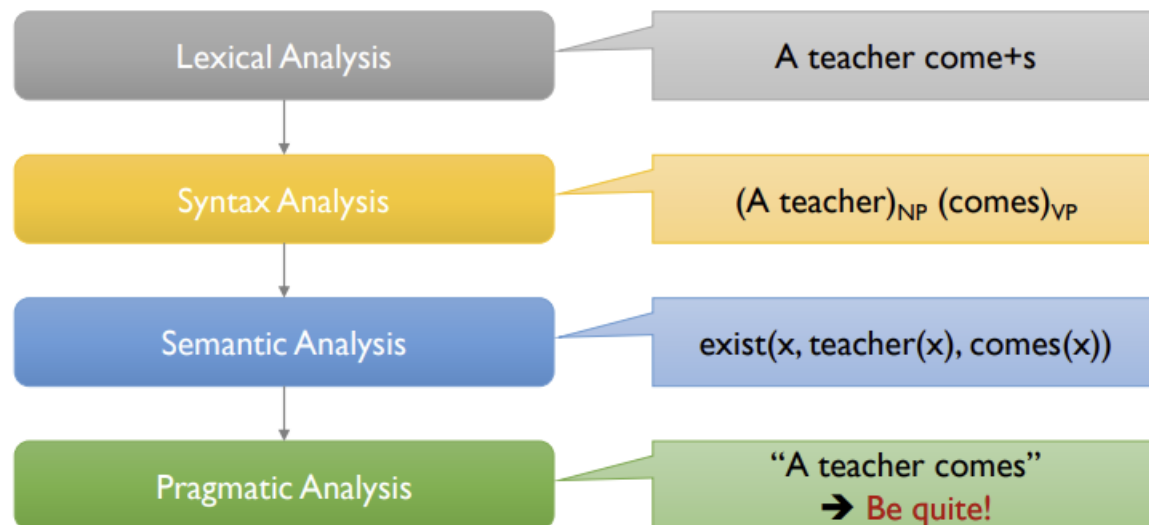 Lexical Analysis
A teacher come+s
Syntax Analysis
(A teacher)NP (comes)VP
Semantic Analysis
exist(x, teacher(x), comes(x))
Pragmatic Analysis
“A teacher comes”
➔ Be quite!